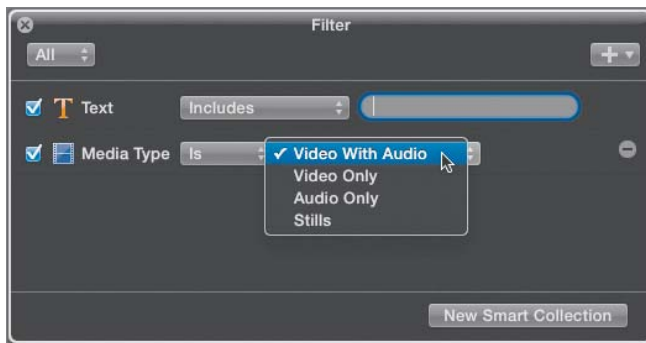 Filter
All
Text Includes
Media Type Is Video With Audio
Video Only
Audio Only
Stills
New Smart Collection